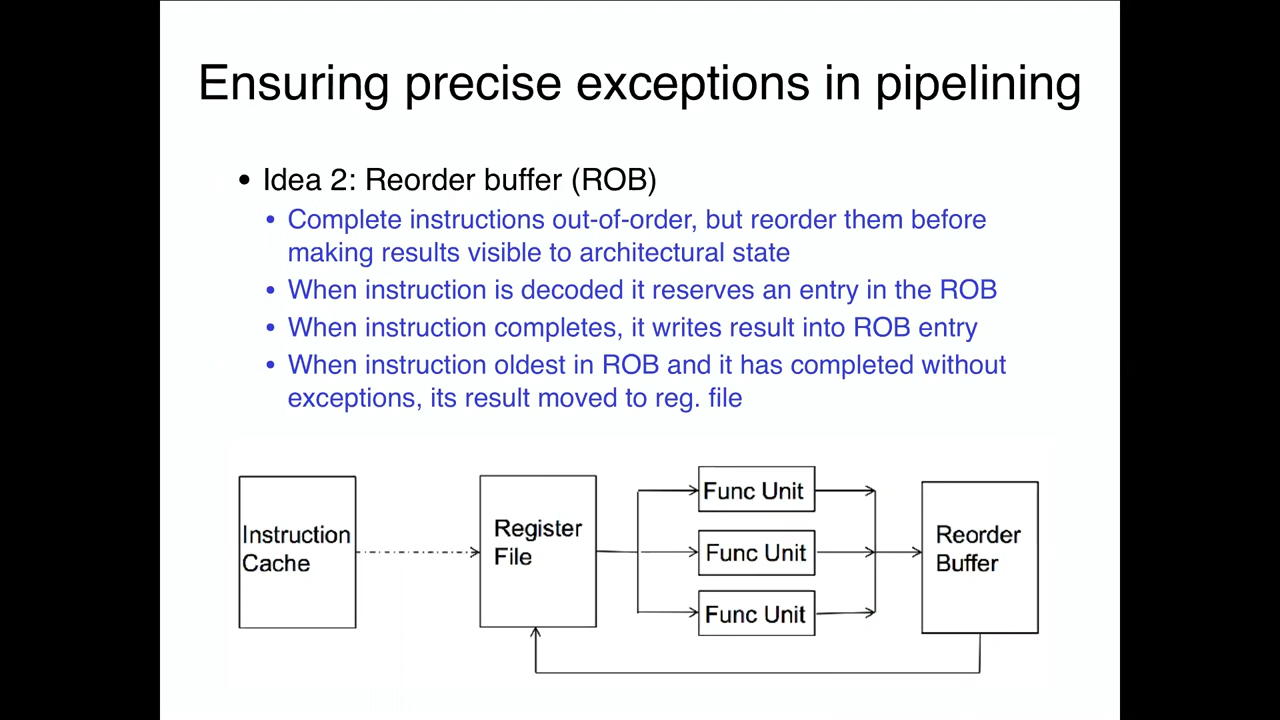 Ensuring precise exceptions in pipelining
• Idea 2: Reorder buffer (ROB)
• Complete instructions out-of-order, but reorder them before
making results visible to architectural state
• When instruction is decoded it reserves an entry in the ROB
• When instruction completes, it writes result into ROB entry
• When instruction oldest in ROB and it has completed without
exceptions, its result moved to reg. file
Instruction
Cache
Register
File
Func Unit
Func Unit
Func Unit
Reorder
Buffer